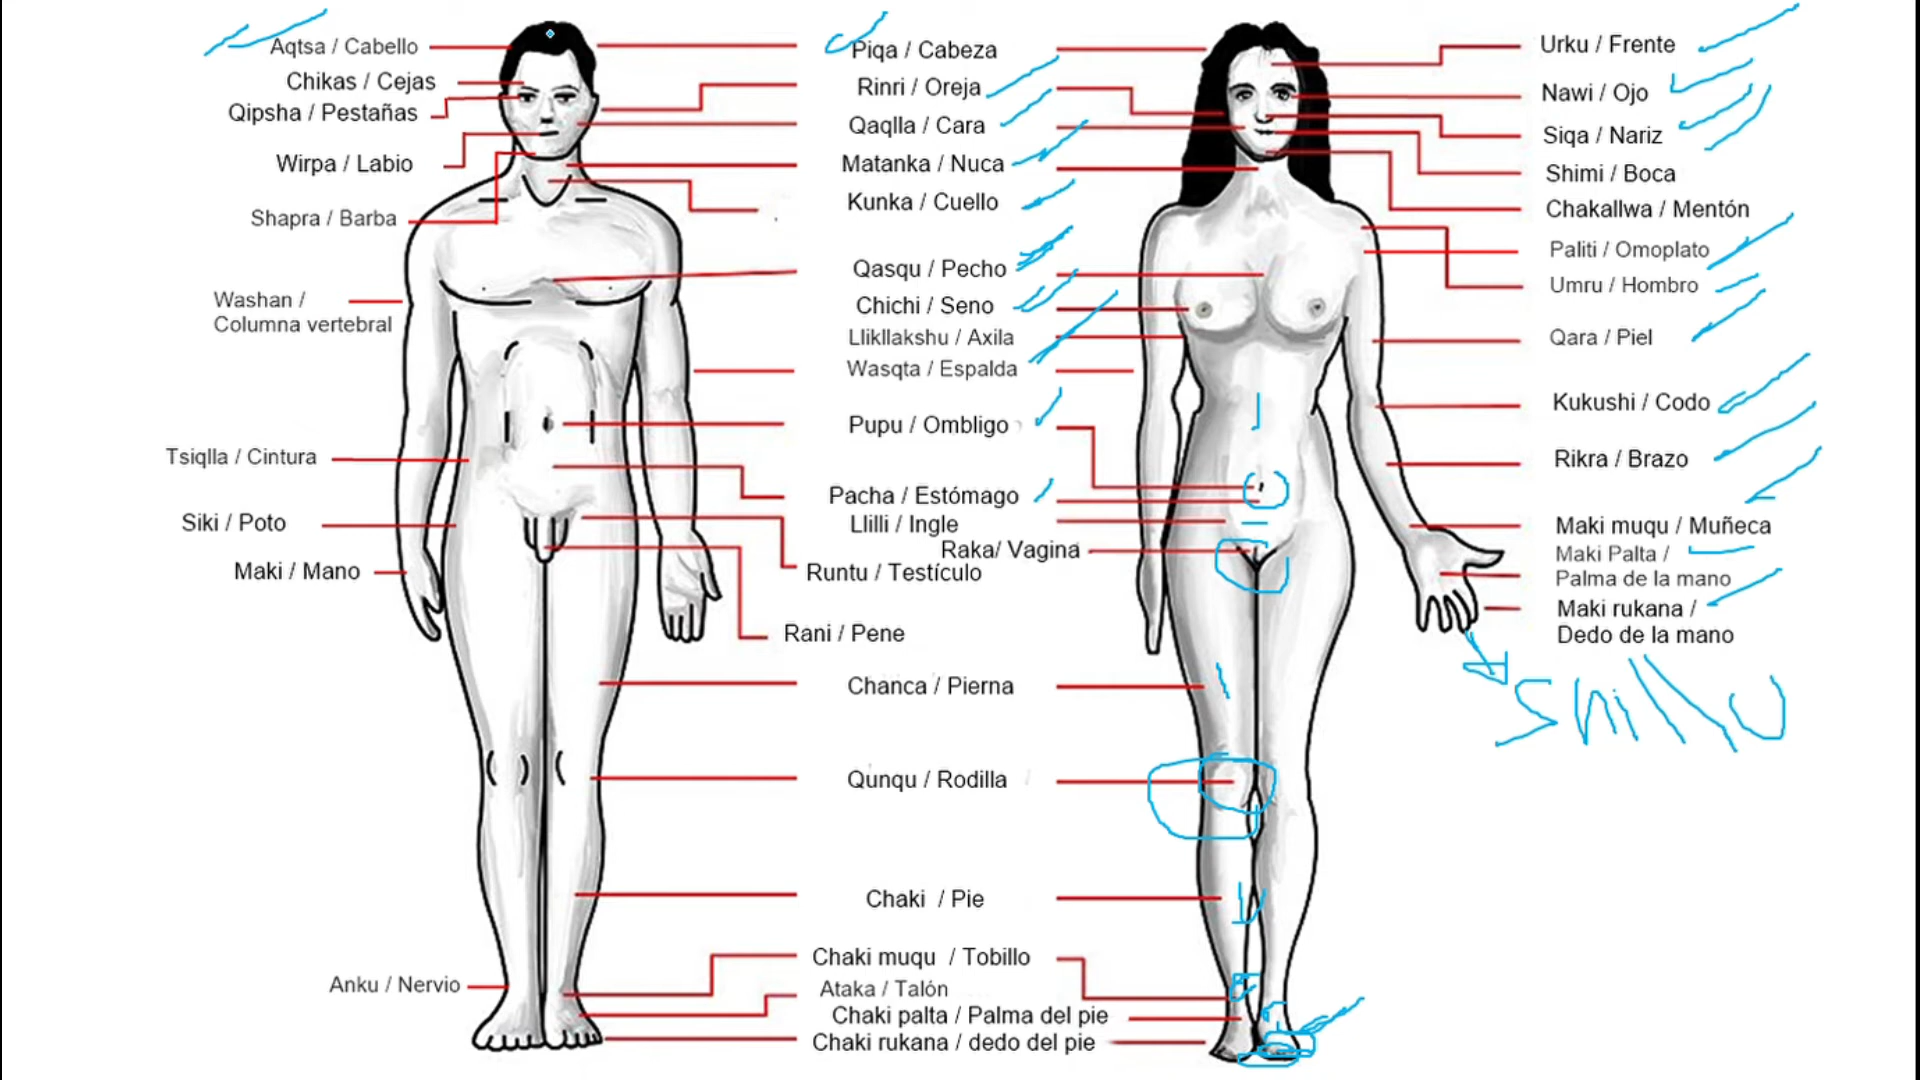 Aqtsa / Cabello
Chikas / Cejas
Qipsha / Pestañas
Wirpa / Labio
Shapra / Barba
Washan /
Columna vertebral
Tsiqlla / Cintura
Siki / Poto
Maki / Mano
Anku / Nervio
Piqa / Cabeza
Rinri / Oreja
Qaqlla / Cara
Matanka / Nuca
Kunka / Cuello
Qasqu / Pecho
Chichi / Seno
Llikllakshu / Axila
Wasqta / Espalda
Pupu / Ombligo
Pacha / Estómago
Llilli / Ingle
Raka/ Vagina
Runtu / Testículo
Rani / Pene
Chanca / Pierna
Qunqu / Rodilla
Chaki / Pie
Chaki muqu / Tobillo
Ataka / Talón
Chaki palta / Palma del pie
Chaki rukana / dedo del pie
Urku / Frente
Nawi / Ojo
Siqa / Nariz
Shimi / Boca
Chakallwa / Mentón
Paliti / Omoplato
Umru / Hombro
Qara / Piel
Kukushi / Codo
Rikra / Brazo
Maki muqu / Muñeca
Maki Palta /
Palma de la mano
Maki rukana /
Dedo de la mano
Shillu